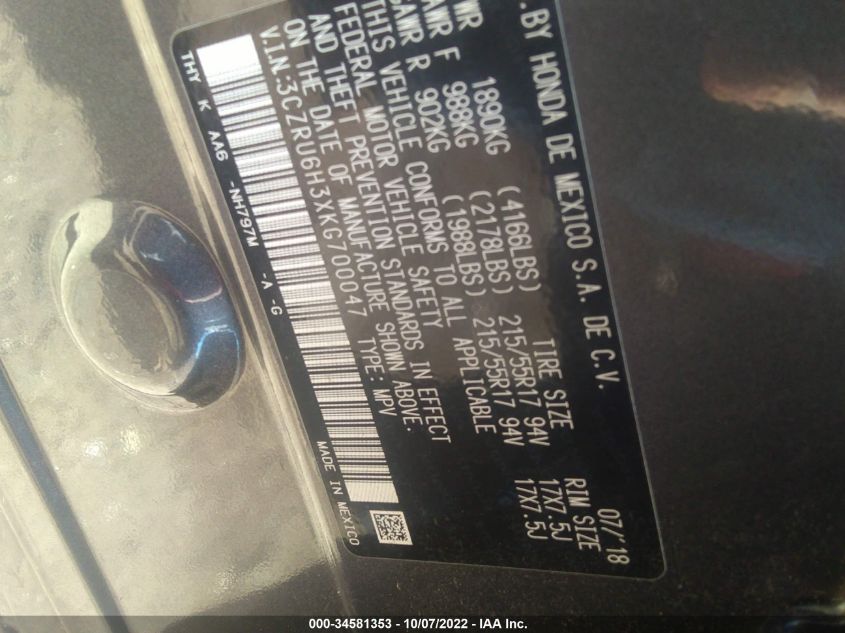 .BY HONDA DE MEXICO S.A. DE C.V. 07/'18
WR 1890KG (4166LBS) TIRE SIZE RIM SIZE
AWR F 988KG (2178LBS) 215/55R17 94V 17X7.5J
GAWR R 902KG (1988LBS) 215/55R17 94V 17X7.5J
THIS VEHICLE CONFORMS TO ALL APPLICABLE
FEDERAL MOTOR VEHICLE SAFETY
AND THEFT PREVENTION STANDARDS IN EFFECT
ON THE DATE OF MANUFACTURE SHOWN ABOVE.
V.I.N:3CZRU6H3XKG700047 TYPE: MPV
THY K AA6 -NH797M -A -G MADE IN MEXICO
000-34581353 - 10/07/2022 - IAA Inc.